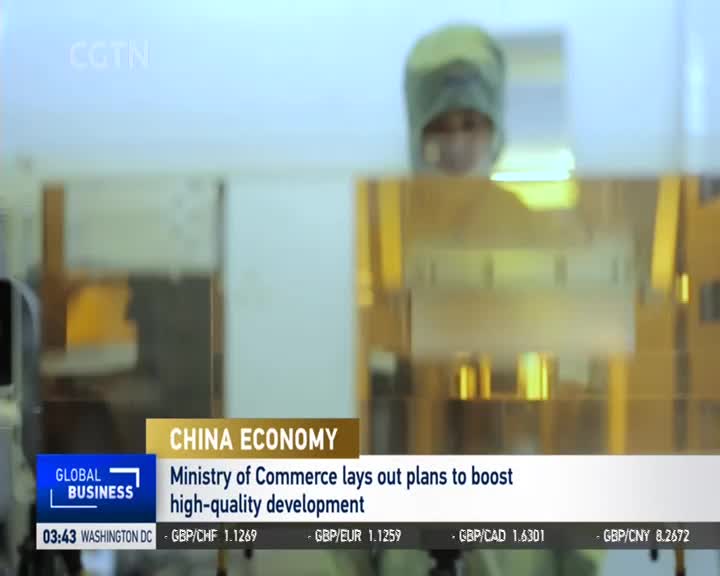 CGTN
CHINA ECONOMY
GLOBAL
BUSINESS
Ministry of Commerce lays out plans to boost
high-quality development
03:43 WASHINGTON DC
- GBP/CHF 1.1269 - GBP/EUR 1.1259 - GBP/CAD 1.6301 - GBP/CNY 8.2672